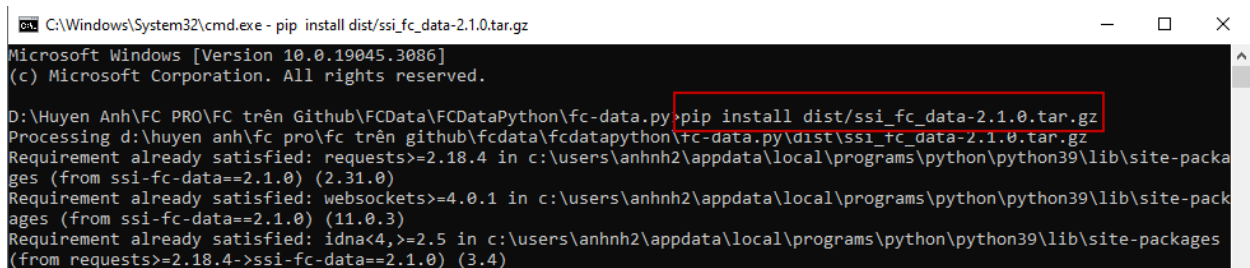 C:\Windows\System32\cmd.exe - pip install dist/ssi_fc_data-2.1.0.tar.gz
Microsoft Windows [Version 10.0.19045.3086]
(c) Microsoft Corporation. All rights reserved.
D:\Huyen Anh\FC PRO\FC trên Github\FCData\FCDataPython\fc-data.py>pip install dist/ssi_fc_data-2.1.0.tar.gz
Processing d:\huyen anh\fc pro\fc trên github\fcdata\fcdatapython\fc-data.py\dist\ssi_fc_data-2.1.0.tar.gz
Requirement already satisfied: requests>=2.18.4 in c:\users\anhnh2\appdata\local\programs\python\python39\lib\site-packa
ges (from ssi-fc-data==2.1.0) (2.31.0)
Requirement already satisfied: websockets>=4.0.1 in c:\users\anhnh2\appdata\local\programs\python\python39\lib\site-pack
ages (from ssi-fc-data==2.1.0) (11.0.3)
Requirement already satisfied: idna<4,>=2.5 in c:\users\anhnh2\appdata\local\programs\python\python39\lib\site-packages
(from requests>=2.18.4->ssi-fc-data==2.1.0) (3.4)